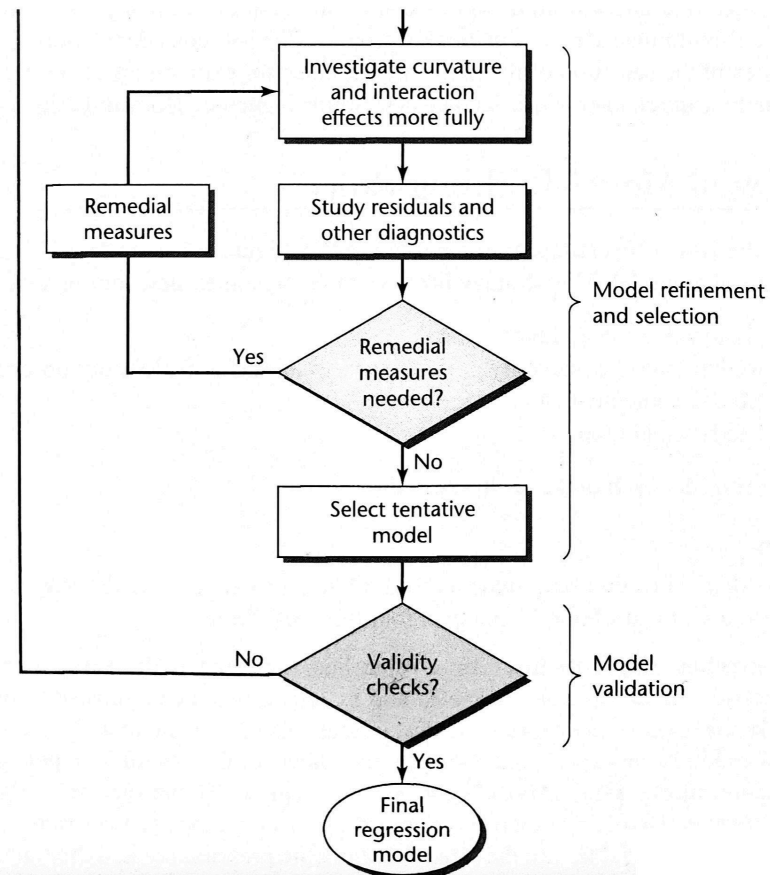 Investigate curvature
and interaction
effects more fully
Remedial
measures
Study residuals and
other diagnostics
Model refinement
and selection
Yes
Remedial
measures
needed?
No
Select tentative
model
No
Validity
checks?
Model
validation
Yes
Final
regression
model